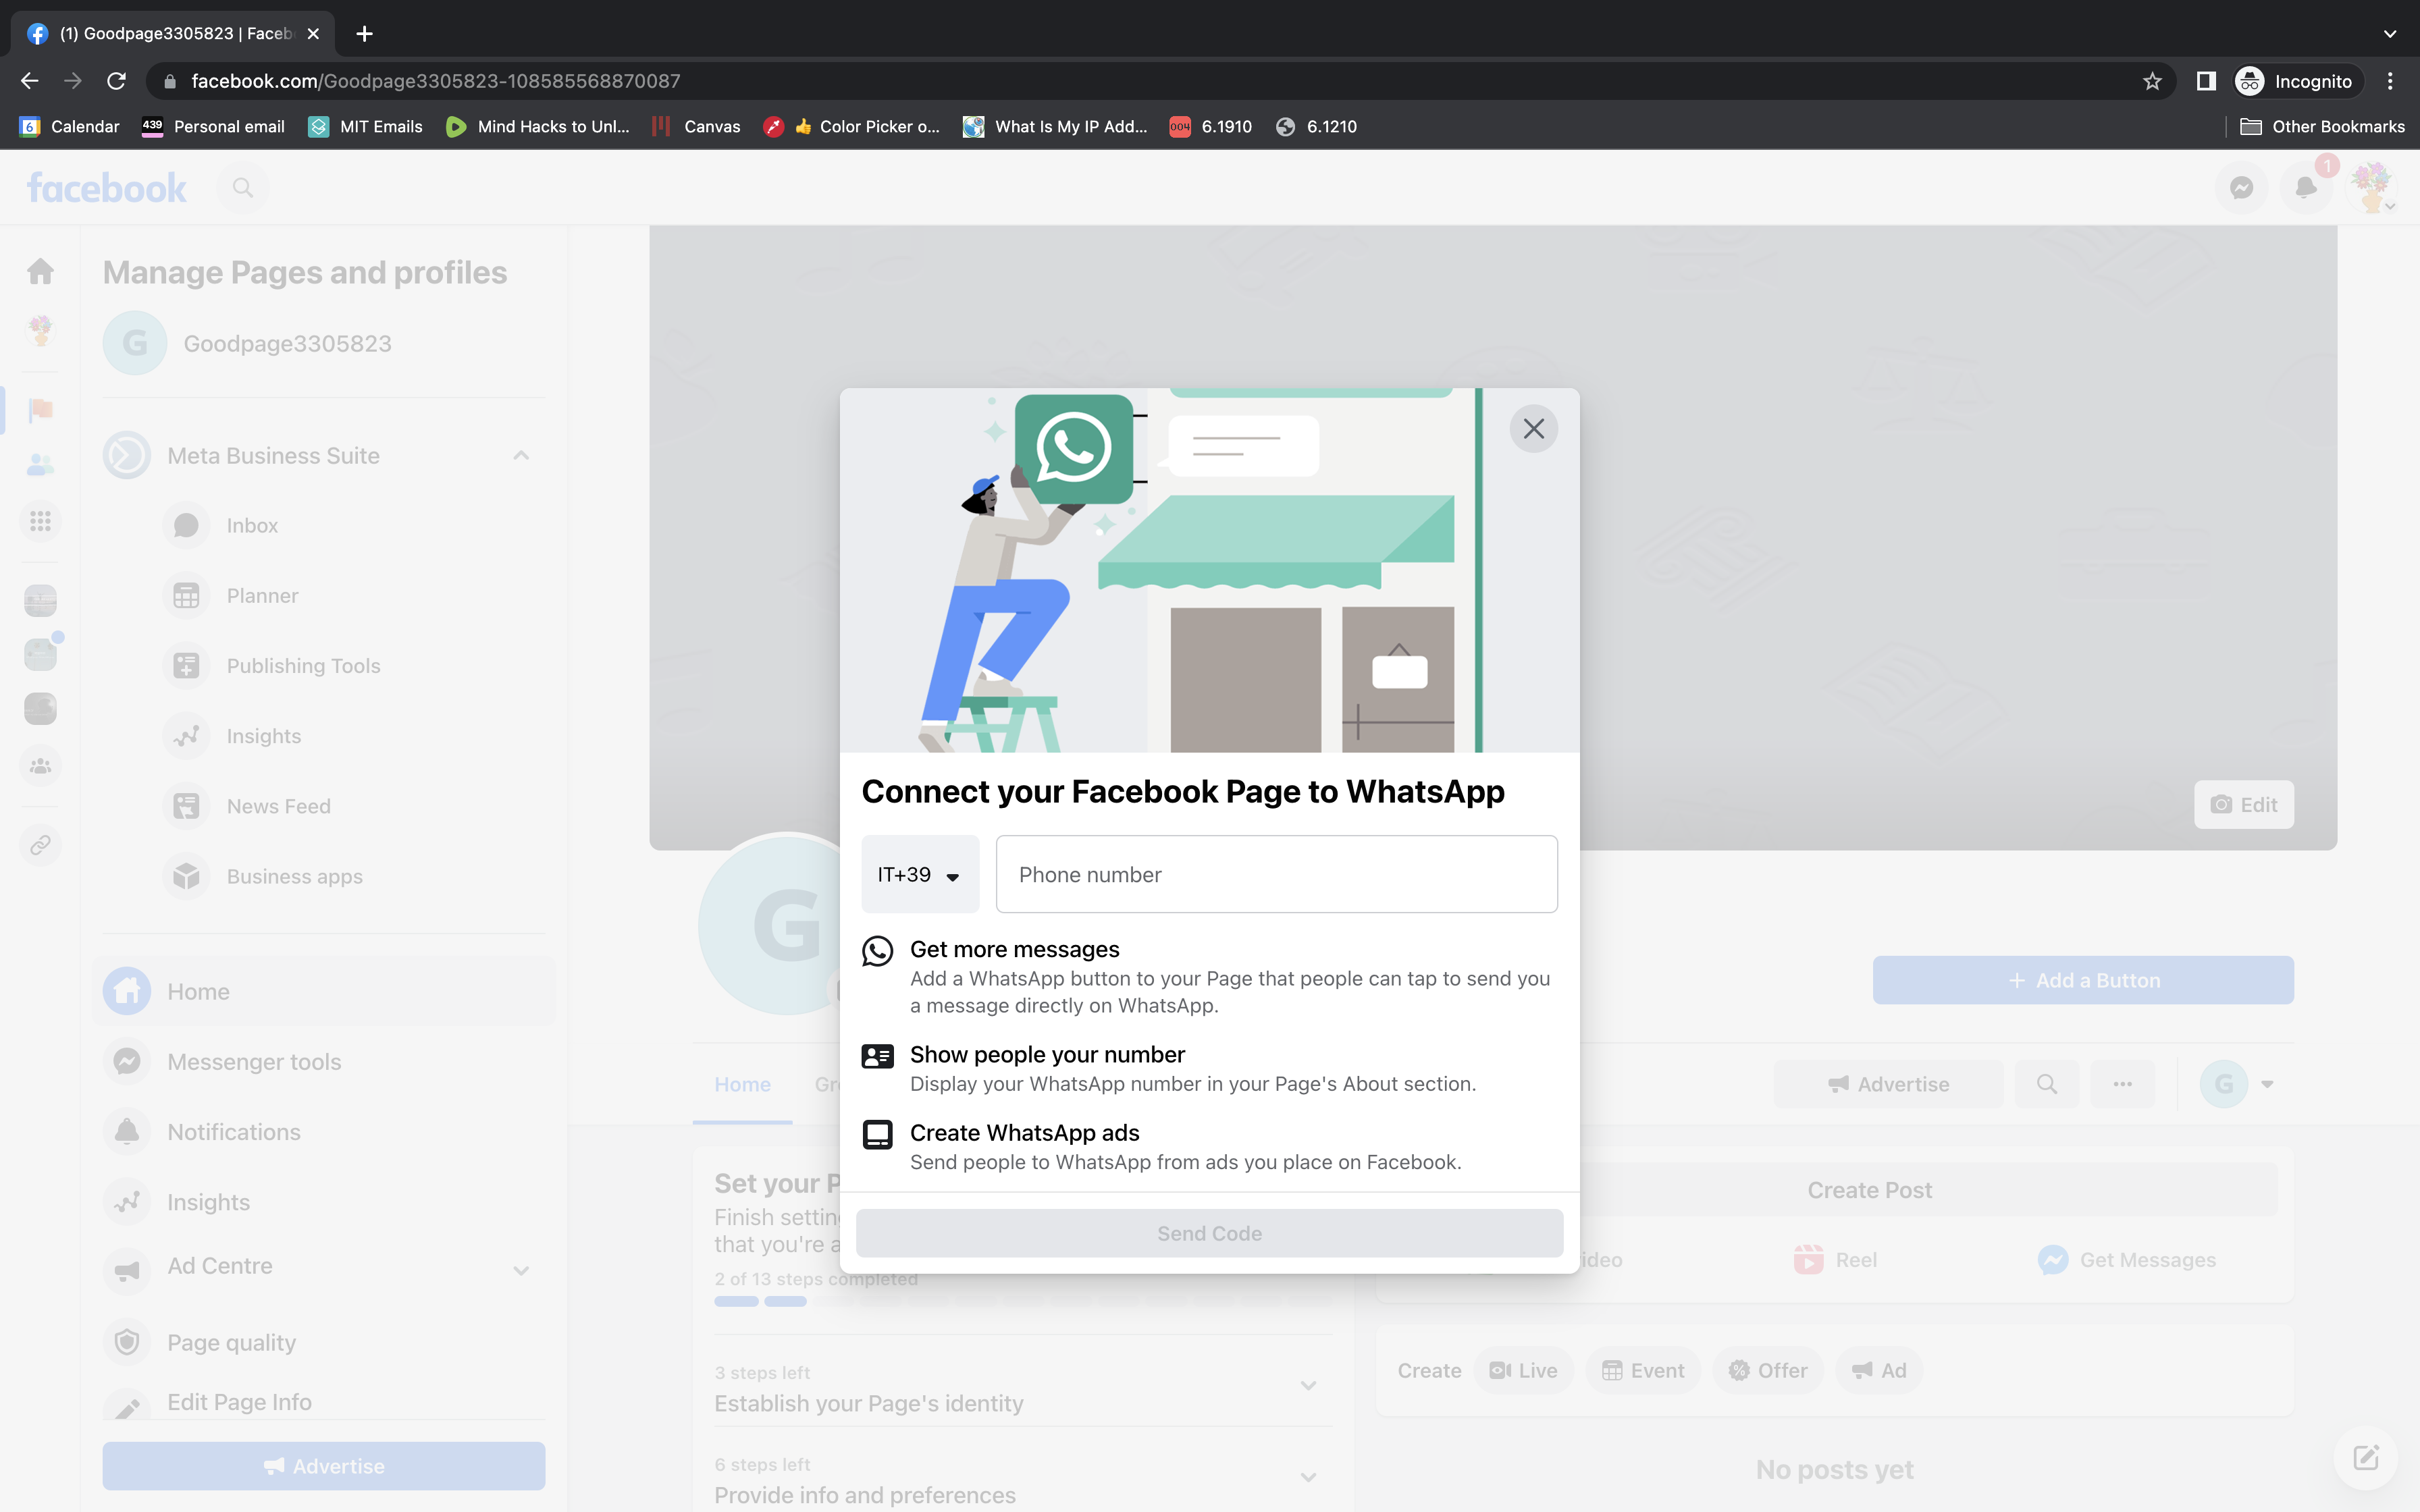 (1) Goodpage3305823 | Faceb
facebook.com/Goodpage3305823-108585568870087
Incognito
6 Calendar
439 Personal email
MIT Emails
Mind Hacks to Unl...
Canvas
👍 Color Picker o...
What Is My IP Add...
004 6.1910
6.1210
Other Bookmarks
facebook
1
Manage Pages and profiles
G Goodpage3305823
Meta Business Suite
Inbox
Planner
Publishing Tools
Insights
News Feed
Business apps
Home
Messenger tools
Notifications
Insights
Ad Centre
Page quality
Edit Page Info
Advertise
Edit
G
+ Add a Button
Home
Gr
Advertise
...
G
Set your P
Finish settin
that you're a
2 of 13 steps completed
3 steps left
Establish your Page's identity
6 steps left
Provide info and preferences
Create Post
ideo
Reel
Get Messages
Create
Live
Event
Offer
Ad
No posts yet
Connect your Facebook Page to WhatsApp
IT+39
Phone number
Get more messages
Add a WhatsApp button to your Page that people can tap to send you
a message directly on WhatsApp.
Show people your number
Display your WhatsApp number in your Page's About section.
Create WhatsApp ads
Send people to WhatsApp from ads you place on Facebook.
Send Code